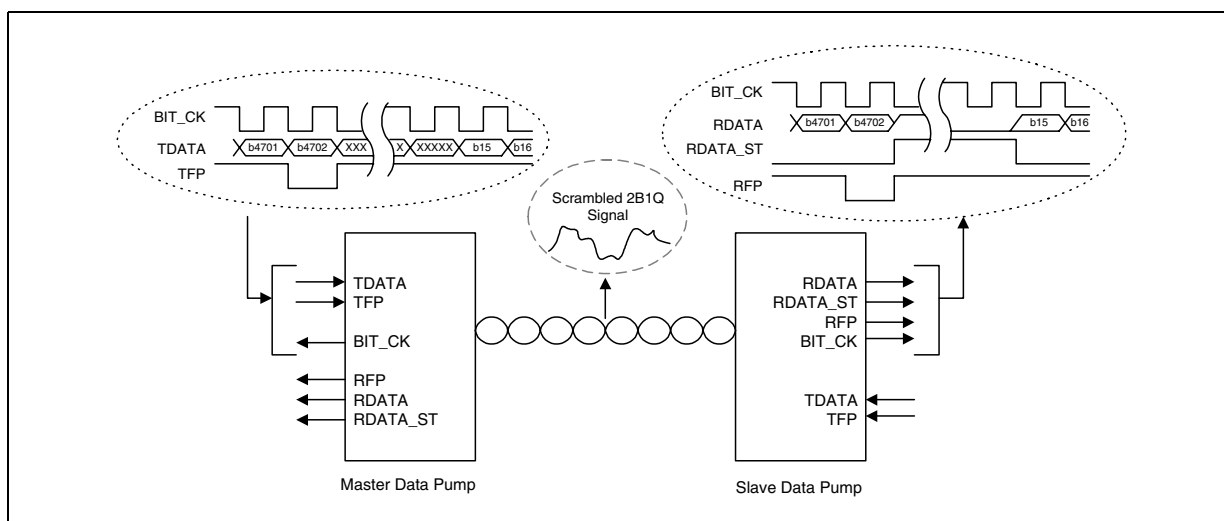 BIT_CK
TDATA
b4701 b4702 XXX X XXXXX b15 b16
TFP
BIT_CK
RDATA
b4701 b4702 b15 b16
RDATA_ST
RFP
Scrambled 2B1Q
Signal
TDATA
TFP
BIT_CK
RFP
RDATA
RDATA_ST
RDATA
RDATA_ST
RFP
BIT_CK
TDATA
TFP
Master Data Pump
Slave Data Pump